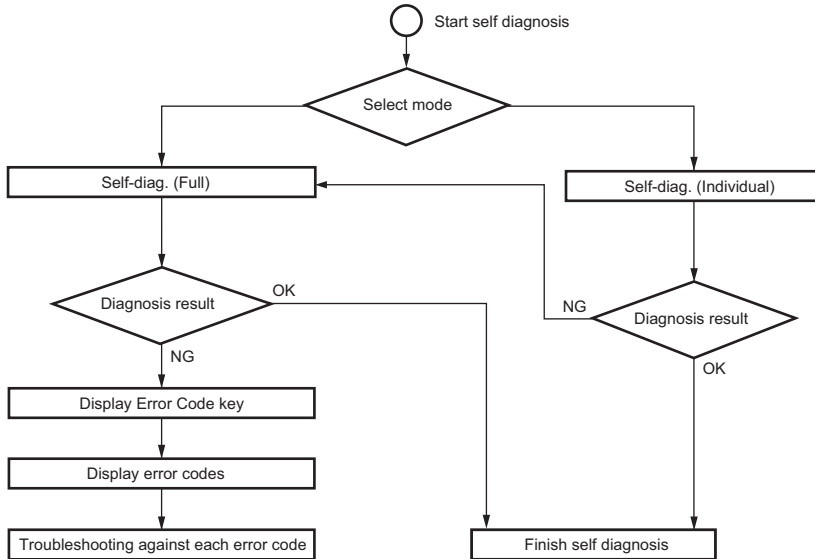 Start self diagnosis
Select mode
Self-diag. (Full)
Self-diag. (Individual)
Diagnosis result
OK
NG
NG
Diagnosis result
OK
Display Error Code key
Display error codes
Troubleshooting against each error code
Finish self diagnosis